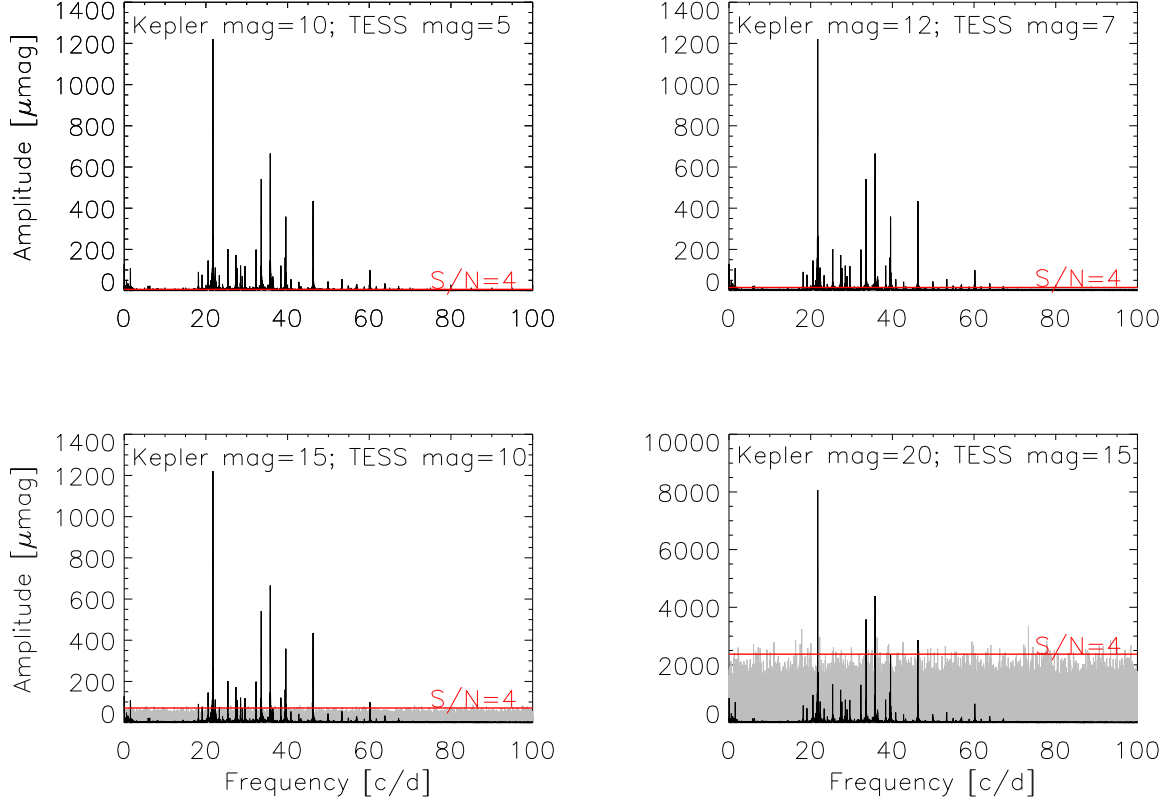 Kepler mag=10; TESS mag=5
1400
1200
1000
800
600
400
200
0
Amplitude [μmag]
S/N=4
0 20 40 60 80 100
Kepler mag=12; TESS mag=7
1400
1200
1000
800
600
400
200
0
S/N=4
0 20 40 60 80 100
Kepler mag=15; TESS mag=10
1400
1200
1000
800
600
400
200
0
Amplitude [μmag]
S/N=4
0 20 40 60 80 100
Frequency [c/d]
Kepler mag=20; TESS mag=15
10000
8000
6000
4000
2000
0
S/N=4
0 20 40 60 80 100
Frequency [c/d]